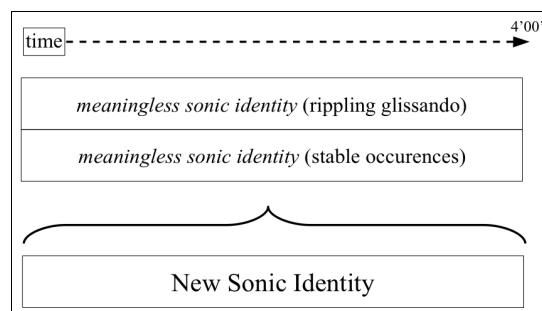 4’00’
time
meaningless sonic identity (rippling glissando)
meaningless sonic identity (stable occurences)
New Sonic Identity